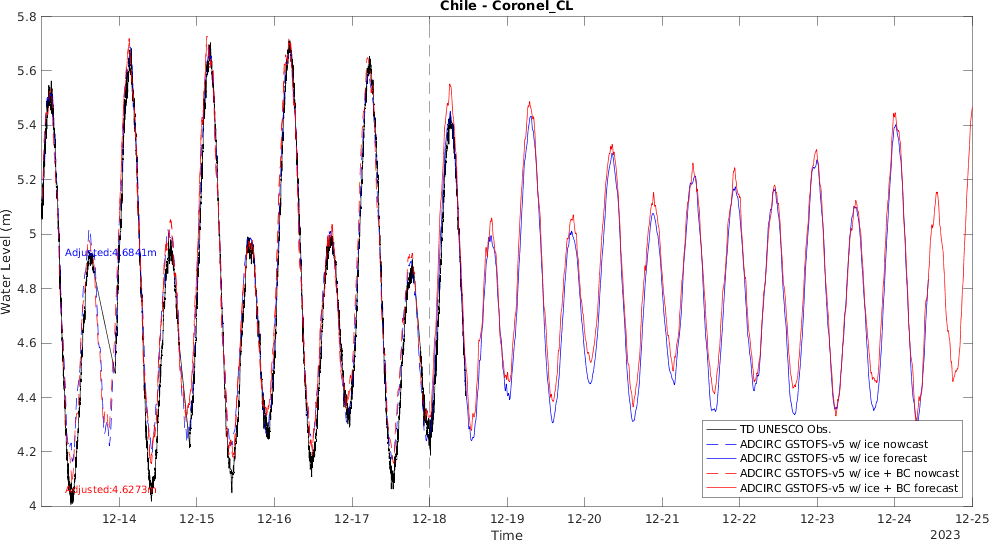 Chile - Coronel_CL
5.8
5.6
5.4
5.2
5
4.8
4.6
4.4
4.2
4
Water Level (m)
Adjusted:4.6841m
Adjusted:4.6273m
TD UNESCO Obs.
ADCIRC GSTOFS-v5 w/ ice nowcast
ADCIRC GSTOFS-v5 w/ ice forecast
ADCIRC GSTOFS-v5 w/ ice + BC nowcast
ADCIRC GSTOFS-v5 w/ ice + BC forecast
12-14 12-15 12-16 12-17 12-18 12-19 12-20 12-21 12-22 12-23 12-24 12-25
Time
2023